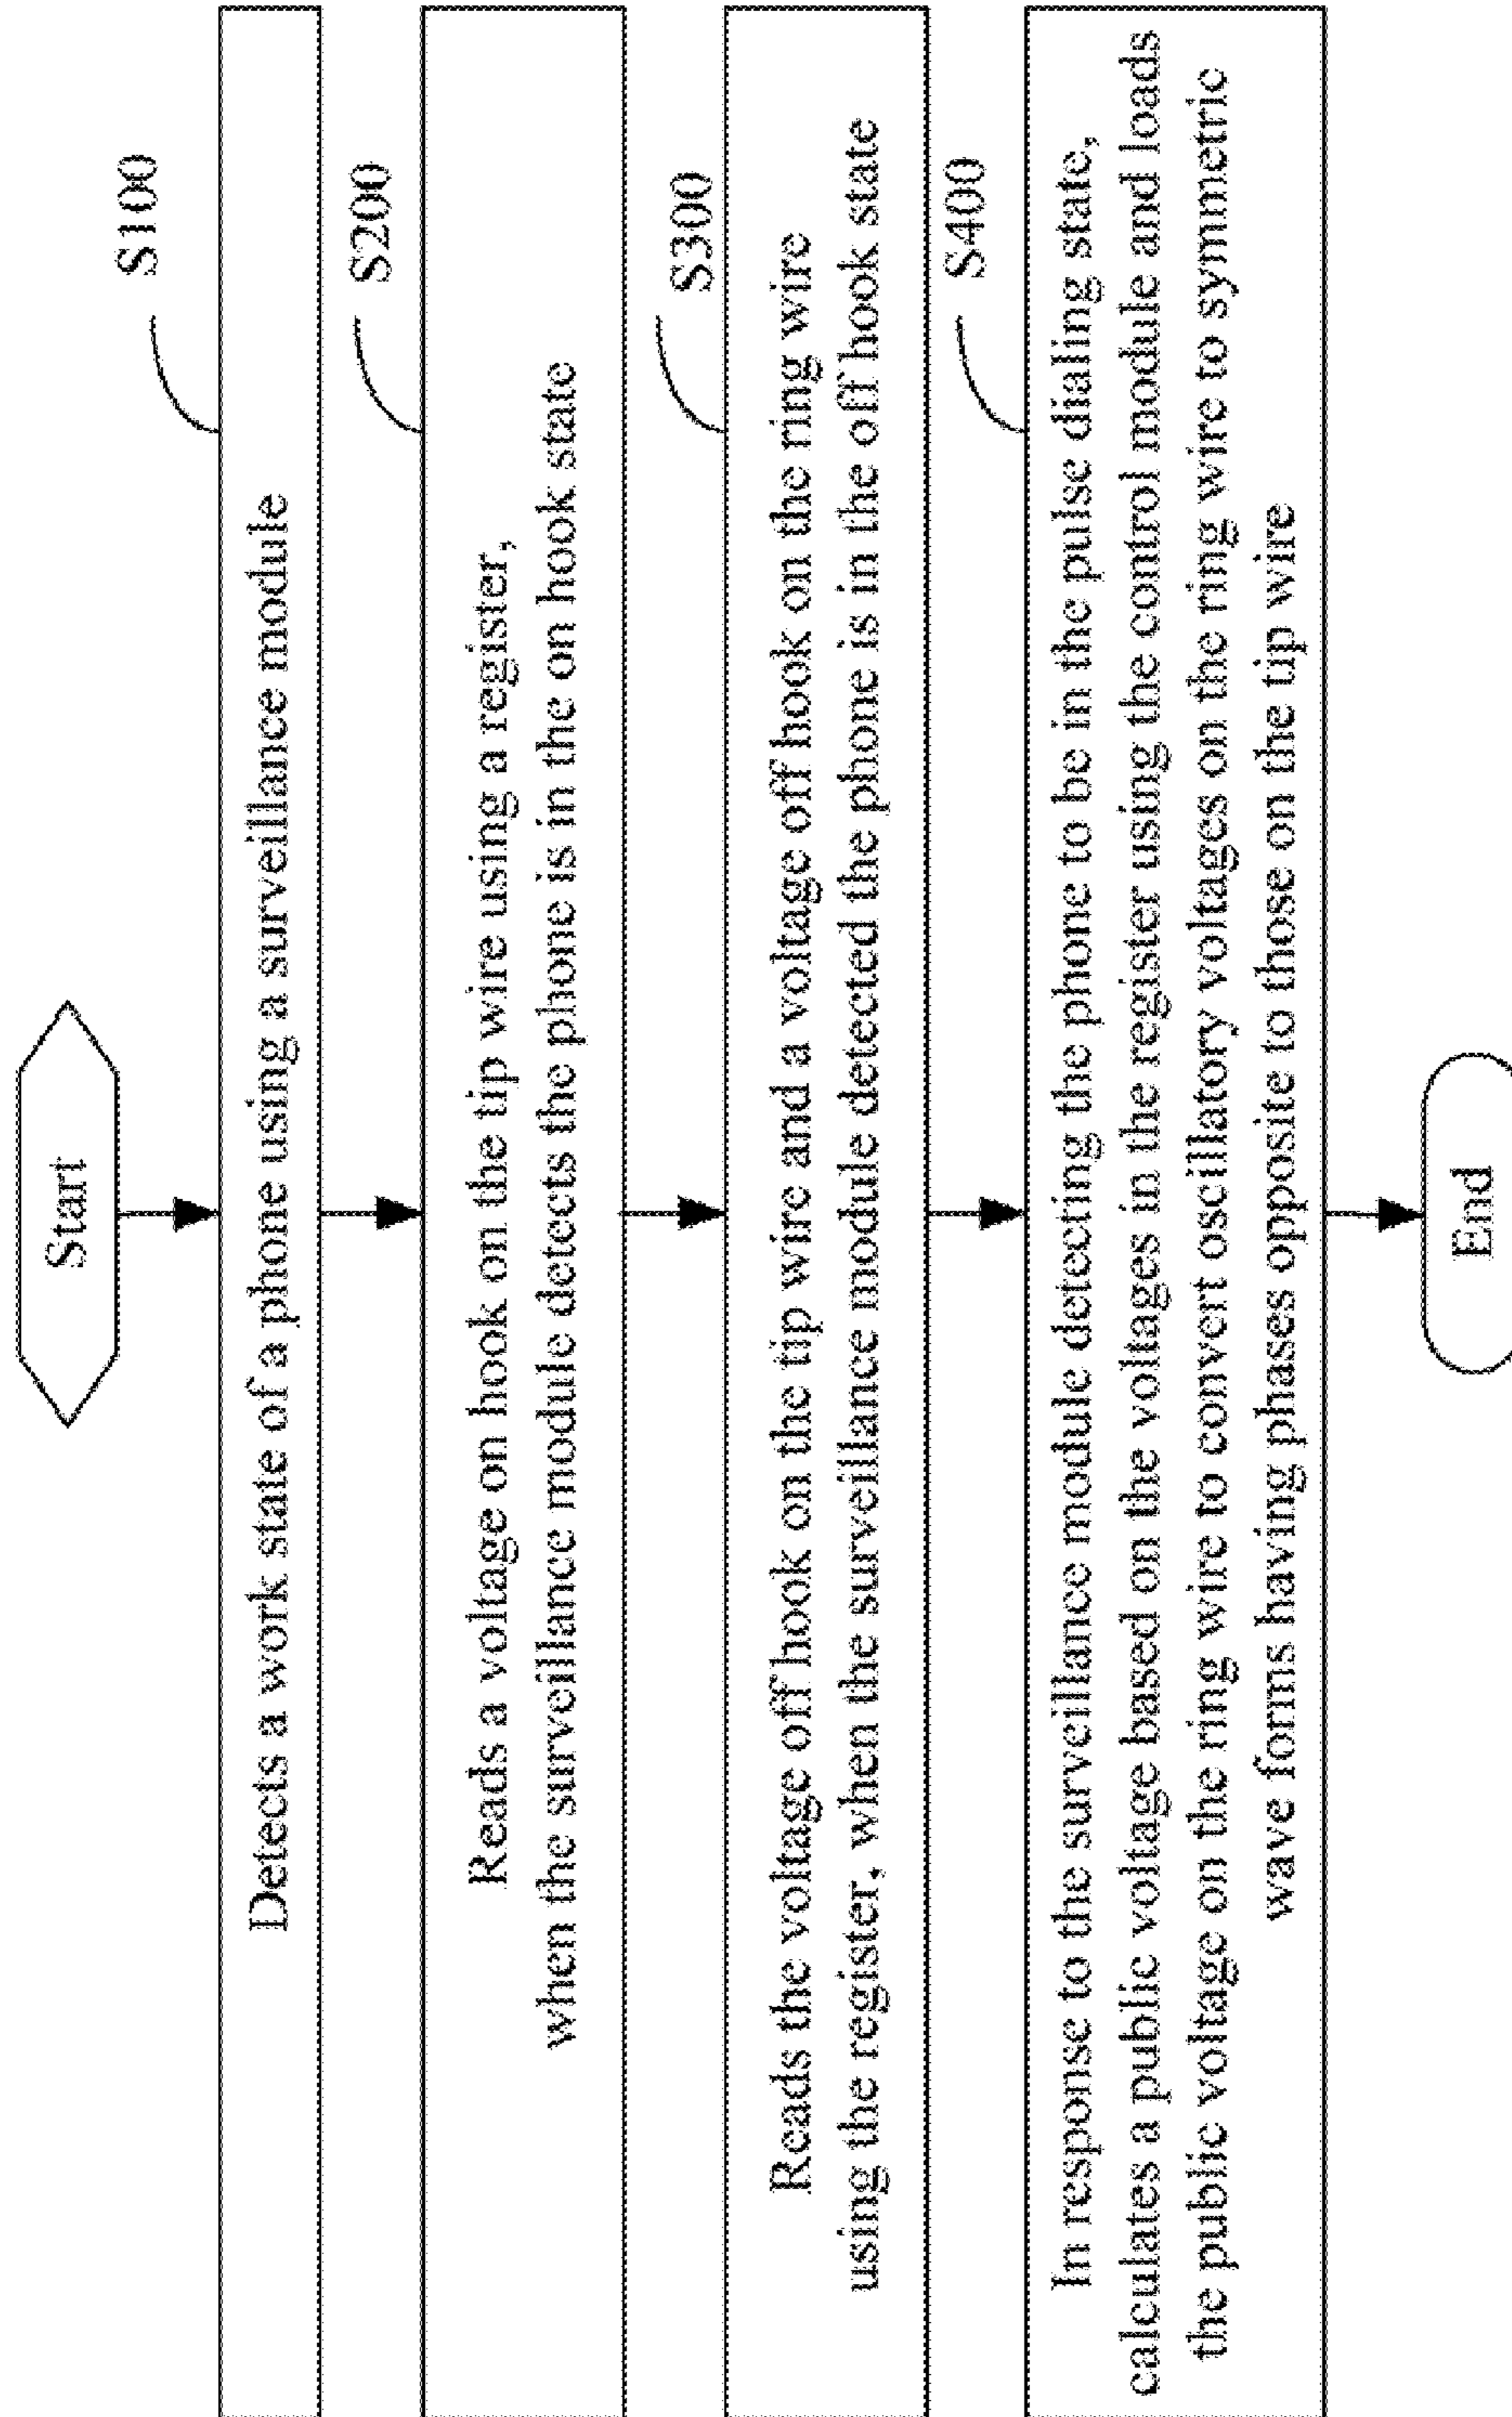 Start
S100
Detects a work state of a phone using a surveillance module
S200
Reads a voltage on hook on the tip wire using a register,
when the surveillance module detects the phone is in the on hook state
S300
Reads the voltage off hook on the tip wire and a voltage off hook on the ring wire
using the register, when the surveillance module detected the phone is in the off hook state
S400
In response to the surveillance module detecting the phone to be in the pulse dialing state,
calculates a public voltage based on the voltages in the register using the control module and loads
the public voltage on the ring wire to convert oscillatory voltages on the ring wire to symmetric
wave forms having phases opposite to those on the tip wire
End